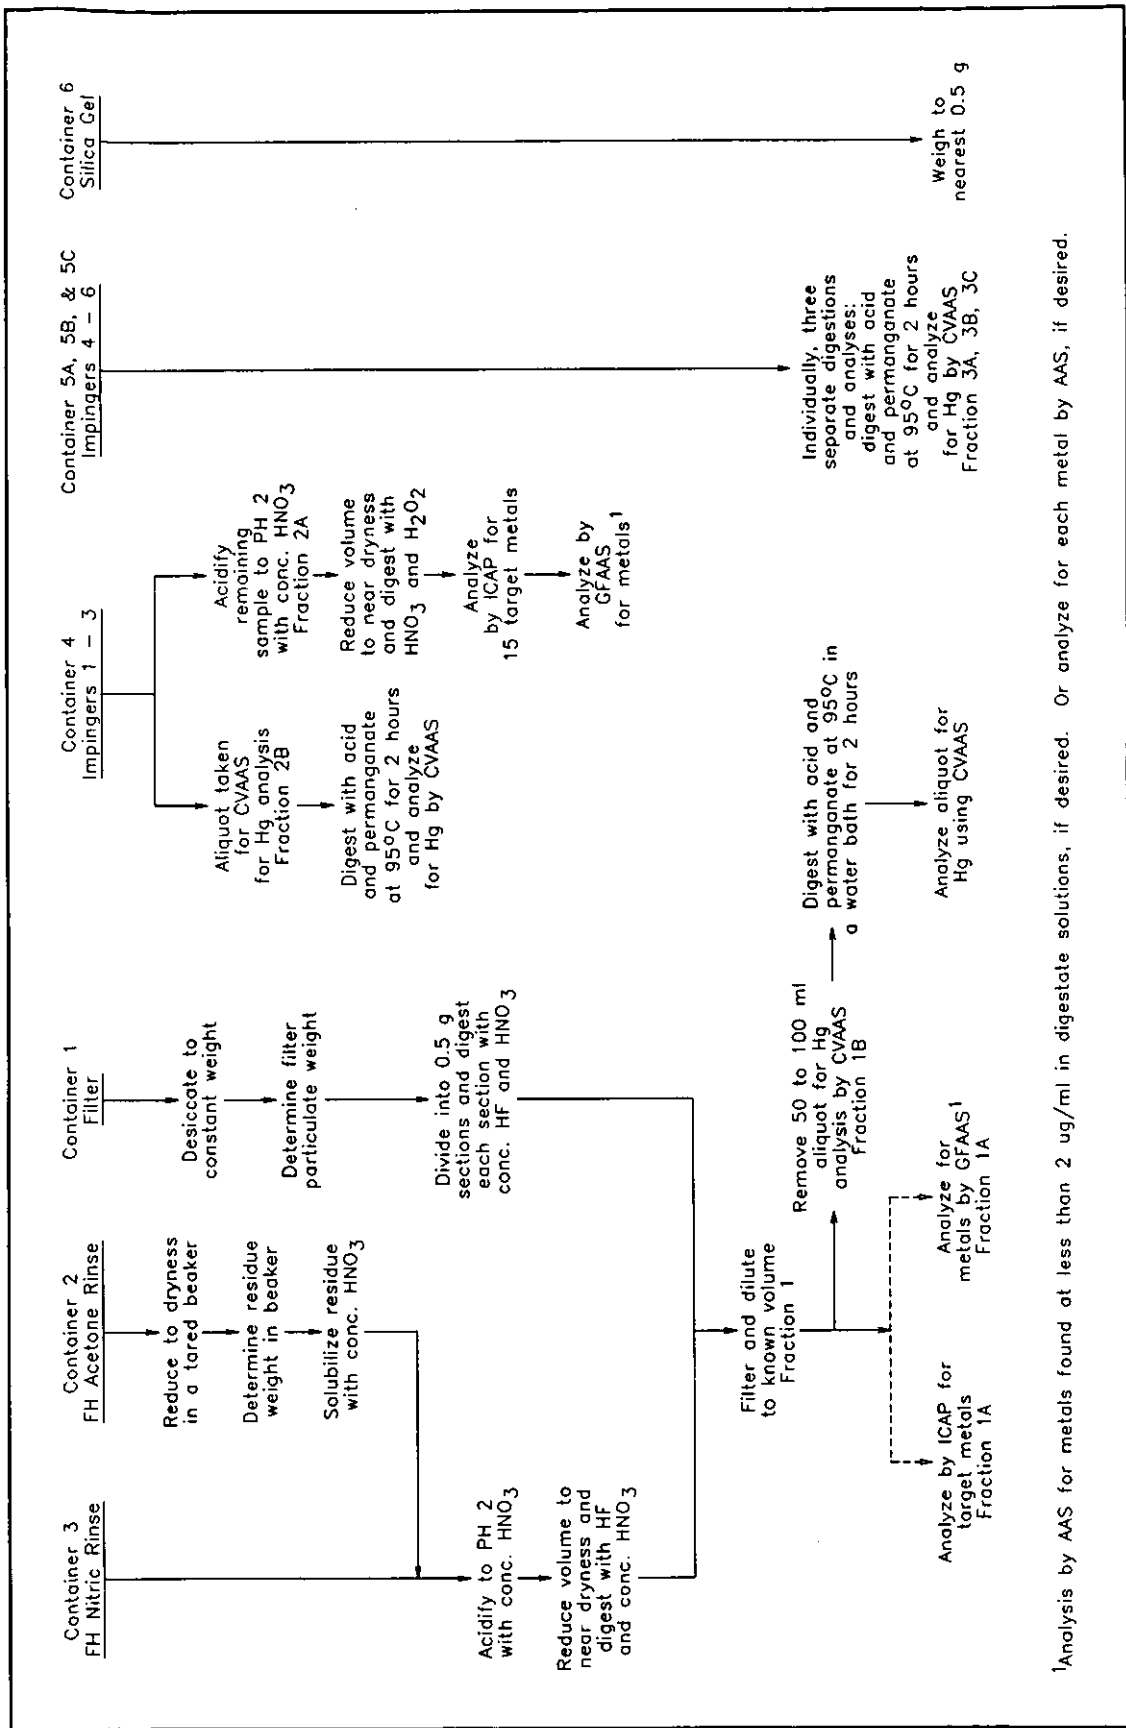 Container 3
FH Nitric Rinse
Acidify to PH 2
with conc. HNO3
Reduce volume to
near dryness and
digest with HF
and conc. HNO3
Container 2
FH Acetone Rinse
Reduce to dryness
in a tared beaker
Determine residue
weight in beaker
Solubilize residue
with conc. HNO3
Container 1
Filter
Desiccate to
constant weight
Determine filter
particulate weight
Divide into 0.5 g
sections and digest
each section with
conc. HF and HNO3
Filter and dilute
to known volume
Fraction 1
Analyze by ICAP for
target metals
Fraction 1A
Analyze for
metals by GFAAS1
Fraction 1A
Remove 50 to 100 ml
aliquot for Hg
analysis by CVAAS
Fraction 1B
Digest with acid and
permanganate at 95°C in
a water bath for 2 hours
Analyze aliquot for
Hg using CVAAS
Container 4
Impingers 1 - 3
Aliquot taken
for CVAAS
for Hg analysis
Fraction 2B
Digest with acid
and permanganate
at 95°C for 2 hours
and analyze
for Hg by CVAAS
Acidify
remaining
sample to PH 2
with conc. HNO3
Fraction 2A
Reduce volume
to near dryness
and digest with
HNO3 and H2O2
Analyze
by ICAP for
15 target metals
Analyze by
GFAAS
for metals1
Container 5A, 5B, & 5C
Impingers 4 - 6
Individually, three
separate digestions
and analyses:
digest with acid
and permanganate
at 95°C for 2 hours
and analyze
for Hg by CVAAS
Fraction 3A, 3B, 3C
Container 6
Silica Gel
Weigh to
nearest 0.5 g
1Analysis by AAS for metals found at less than 2 ug/ml in digestate solutions, if desired. Or analyze for each metal by AAS, if desired.